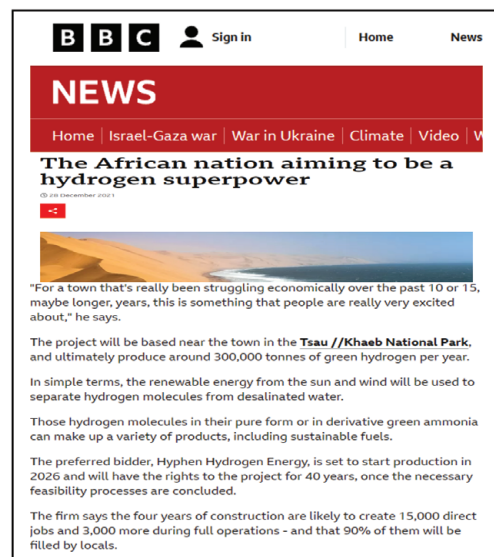 BBC Sign in Home News
NEWS
Home Israel-Gaza war War in Ukraine Climate Video
The African nation aiming to be a
hydrogen superpower
28 December 2021
"For a town that's really been struggling economically over the past 10 or 15,
maybe longer, years, this is something that people are really very excited
about," he says.
The project will be based near the town in the Tsau //Khaeb National Park,
and ultimately produce around 300,000 tonnes of green hydrogen per year.
In simple terms, the renewable energy from the sun and wind will be used to
separate hydrogen molecules from desalinated water.
Those hydrogen molecules in their pure form or in derivative green ammonia
can make up a variety of products, including sustainable fuels.
The preferred bidder, Hyphen Hydrogen Energy, is set to start production in
2026 and will have the rights to the project for 40 years, once the necessary
feasibility processes are concluded.
The firm says the four years of construction are likely to create 15,000 direct
jobs and 3,000 more during full operations - and that 90% of them will be
filled by locals.